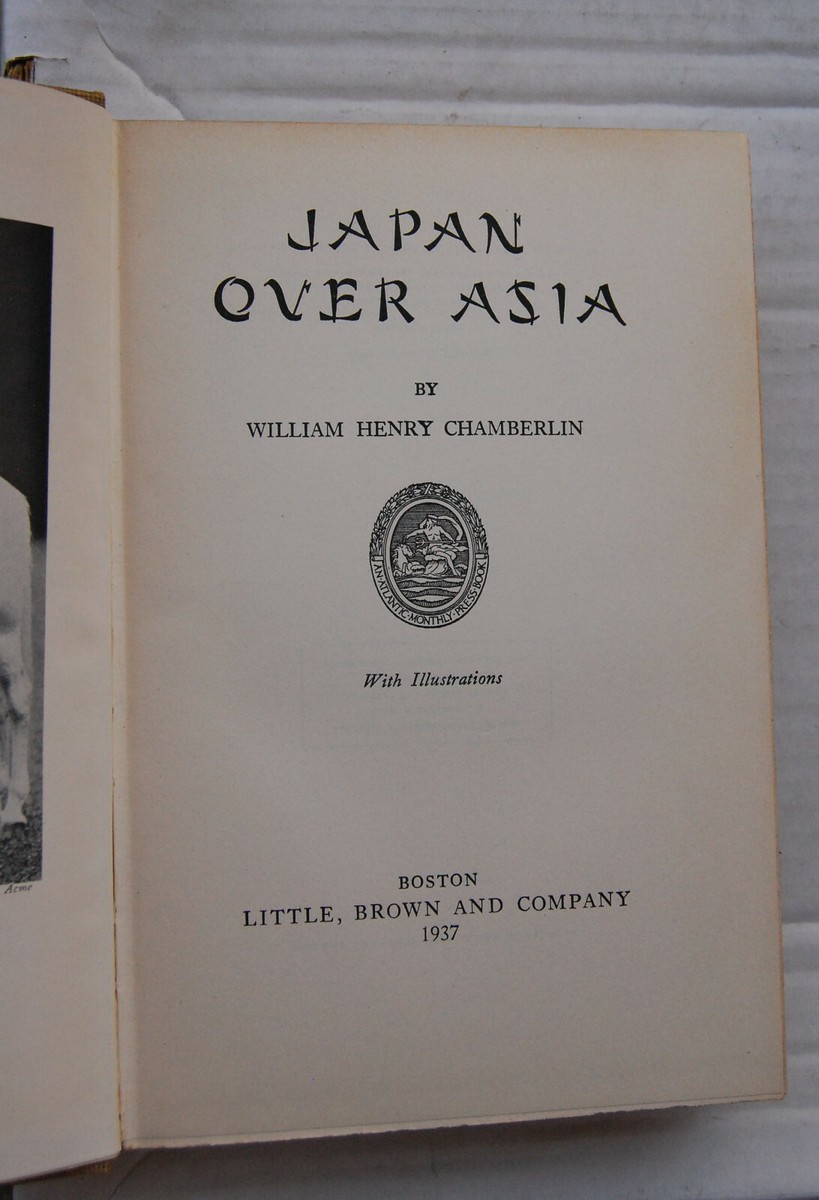 Acme
JAPAN
OVER ASIA
BY
WILLIAM HENRY CHAMBERLIN
AN·ATLANTIC·MONTHLY·PRESS·BOOK
With Illustrations
BOSTON
LITTLE, BROWN AND COMPANY
1937